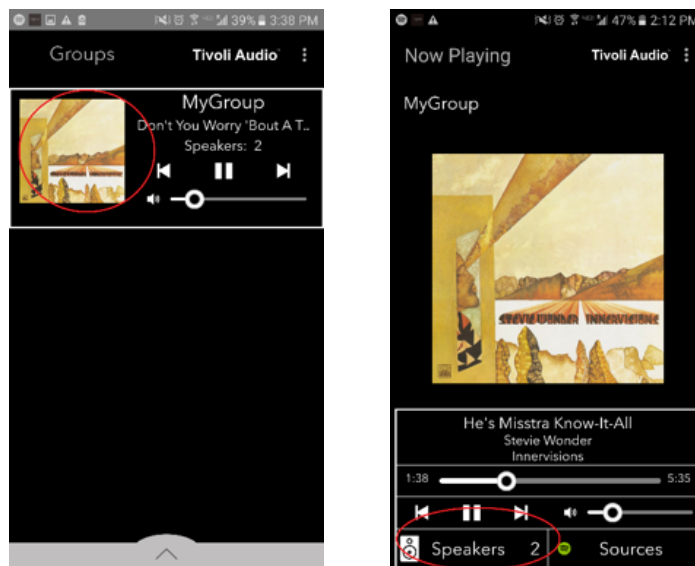 39% 3:38 PM
Groups
Tivoli Audio
MyGroup
Don't You Worry 'Bout A T..
Speakers: 2
47% 2:12 PM
Now Playing
Tivoli Audio
MyGroup
STEVIE WONDER INNERVISIONS
He's Misstra Know-It-All
Stevie Wonder
Innervisions
1:38
5:35
Speakers 2
Sources